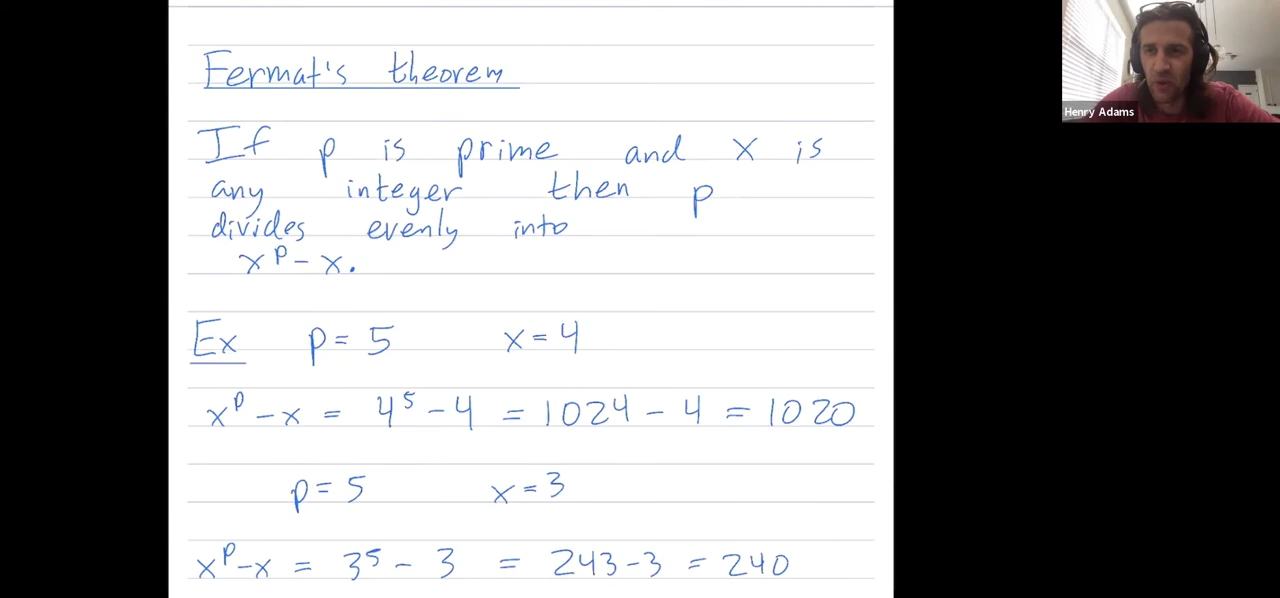 Fermat's theorem
Henry Adams
If p is prime and x is
any integer then p
divides evenly into
x^p - x.
Ex p = 5 x = 4
x^p - x = 4^5 - 4 = 1024 - 4 = 1020
p = 5 x = 3
x^p - x = 3^5 - 3 = 243 - 3 = 240